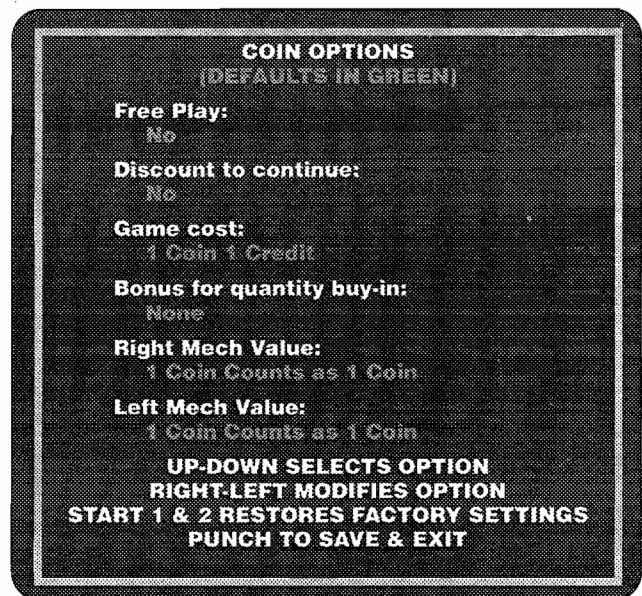 COIN OPTIONS
(DEFAULTS IN GREEN)
Free Play:
No
Discount to continue:
No
Game cost:
1 Coin 1 Credit
Bonus for quantity buy-in:
None
Right Mech Value:
1 Coin Counts as 1 Coin
Left Mech Value:
1 Coin Counts as 1 Coin
UP-DOWN SELECTS OPTION
RIGHT-LEFT MODIFIES OPTION
START 1 & 2 RESTORES FACTORY SETTINGS
PUNCH TO SAVE & EXIT